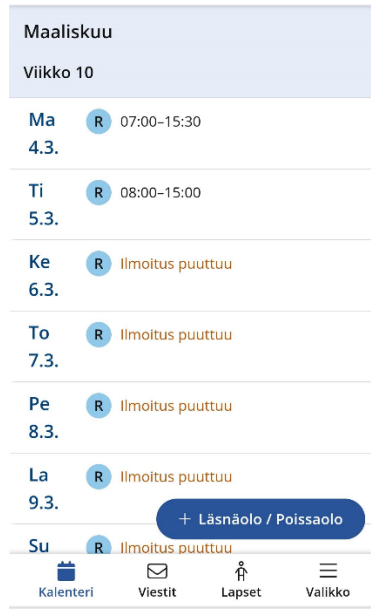 Maaliskuu
Viikko 10
Ma R 07:00–15:30
4.3.
Ti R 08:00–15:00
5.3.
Ke R Ilmoitus puuttuu
6.3.
To R Ilmoitus puuttuu
7.3.
Pe R Ilmoitus puuttuu
8.3.
La R Ilmoitus puuttuu
9.3.
+ Läsnäolo / Poissaolo
Su R Ilmoitus puuttuu
Kalenteri Viestit Lapset Valikko